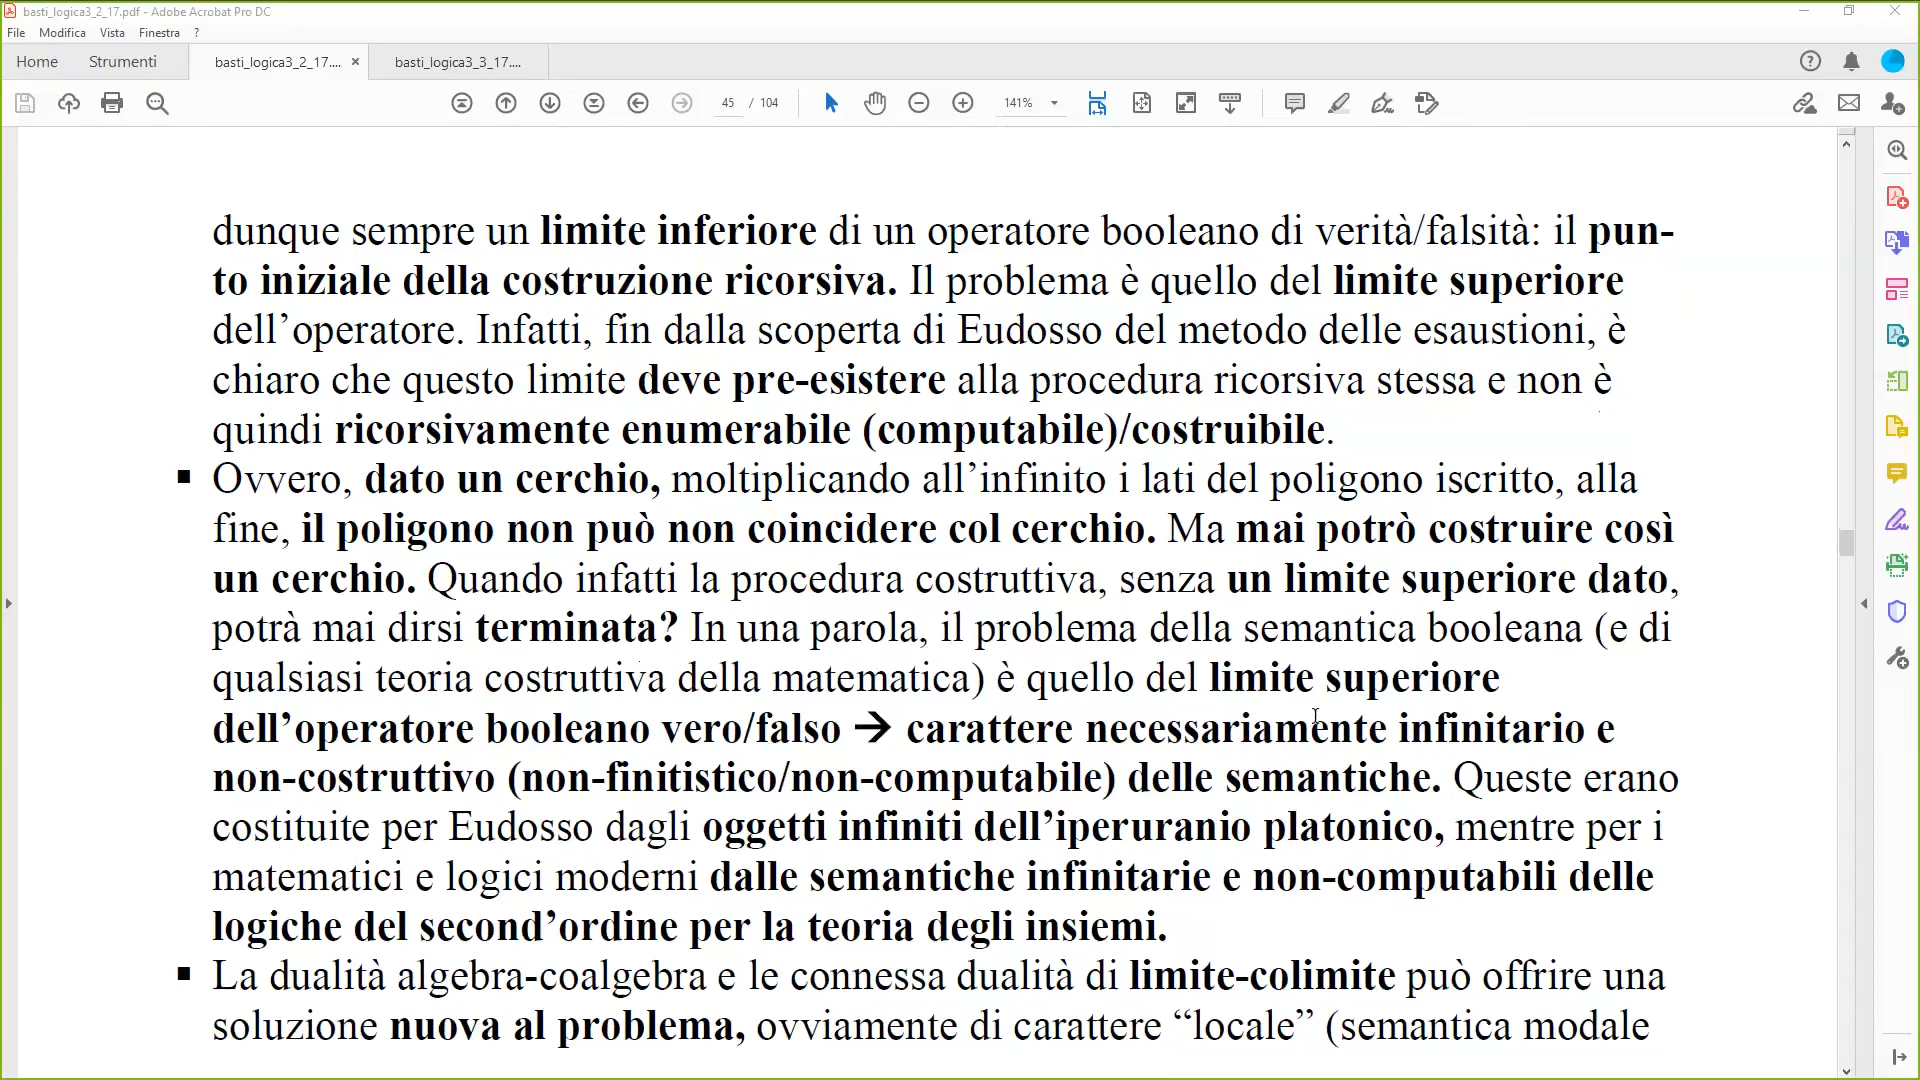 basti_logica3_2_17.pdf - Adobe Acrobat Pro DC
File Modifica Vista Finestra ?
Home Strumenti basti_logica3_2_17.... × basti_logica3_3_17....
45 / 104 141%
dunque sempre un limite inferiore di un operatore booleano di verità/falsità: il pun-
to iniziale della costruzione ricorsiva. Il problema è quello del limite superiore
dell’operatore. Infatti, fin dalla scoperta di Eudosso del metodo delle esaustioni, è
chiaro che questo limite deve pre-esistere alla procedura ricorsiva stessa e non è
quindi ricorsivamente enumerabile (computabile)/costruibile.
▪ Ovvero, dato un cerchio, moltiplicando all’infinito i lati del poligono iscritto, alla
fine, il poligono non può non coincidere col cerchio. Ma mai potrò costruire così
un cerchio. Quando infatti la procedura costruttiva, senza un limite superiore dato,
potrà mai dirsi terminata? In una parola, il problema della semantica booleana (e di
qualsiasi teoria costruttiva della matematica) è quello del limite superiore
dell’operatore booleano vero/falso → carattere necessariamente infinitario e
non-costruttivo (non-finitistico/non-computabile) delle semantiche. Queste erano
costituite per Eudosso dagli oggetti infiniti dell’iperuranio platonico, mentre per i
matematici e logici moderni dalle semantiche infinitarie e non-computabili delle
logiche del second’ordine per la teoria degli insiemi.
▪ La dualità algebra-coalgebra e le connessa dualità di limite-colimite può offrire una
soluzione nuova al problema, ovviamente di carattere “locale” (semantica modale